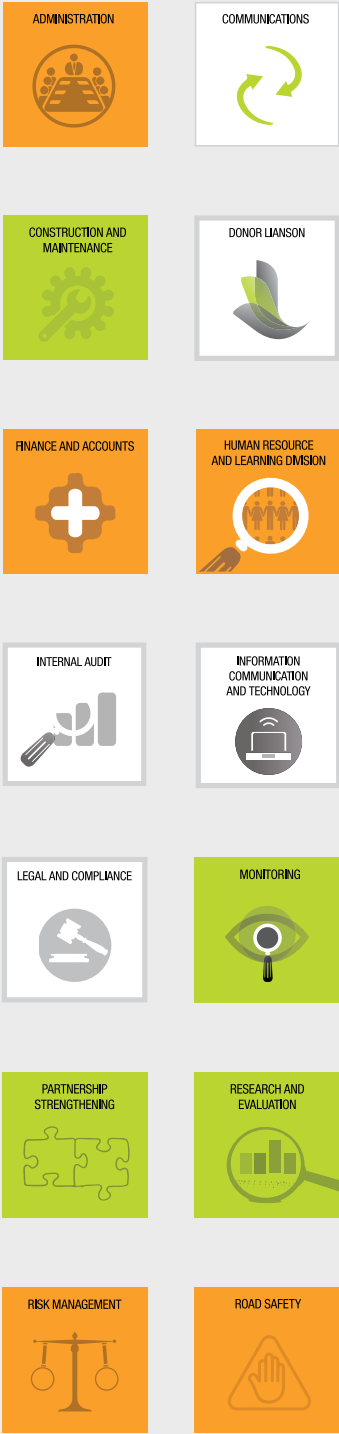 ADMINISTRATION
COMMUNICATIONS
CONSTRUCTION AND
MAINTENANCE
DONOR LIANSON
FINANCE AND ACCOUNTS
HUMAN RESOURCE
AND LEARNING DIVISION
INTERNAL AUDIT
INFORMATION
COMMUNICATION
AND TECHNOLOGY
LEGAL AND COMPLIANCE
MONITORING
PARTNERSHIP
STRENGTHENING
RESEARCH AND
EVALUATION
RISK MANAGEMENT
ROAD SAFETY